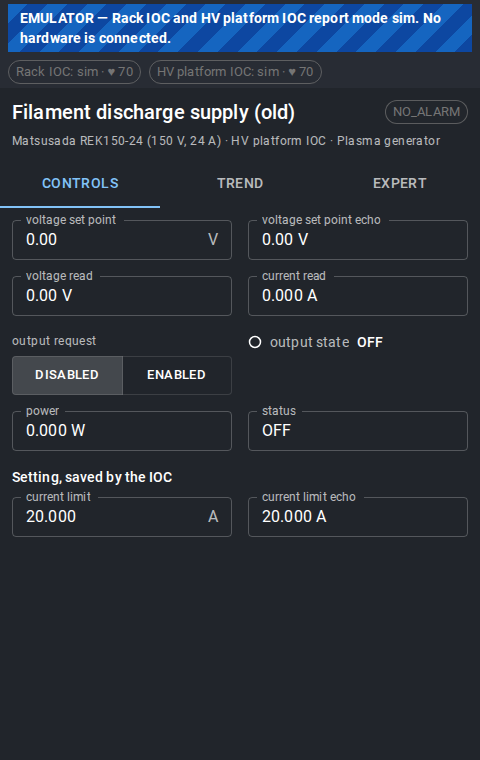 EMULATOR — Rack IOC and HV platform IOC report mode sim. No
hardware is connected.
Rack IOC: sim · ♥ 70
HV platform IOC: sim · ♥ 70
Filament discharge supply (old)
NO_ALARM
Matsusada REK150-24 (150 V, 24 A) · HV platform IOC · Plasma generator
CONTROLS
TREND
EXPERT
voltage set point
0.00 V
voltage set point echo
0.00 V
voltage read
0.00 V
current read
0.000 A
output request
output state OFF
DISABLED
ENABLED
power
0.000 W
status
OFF
Setting, saved by the IOC
current limit
20.000 A
current limit echo
20.000 A